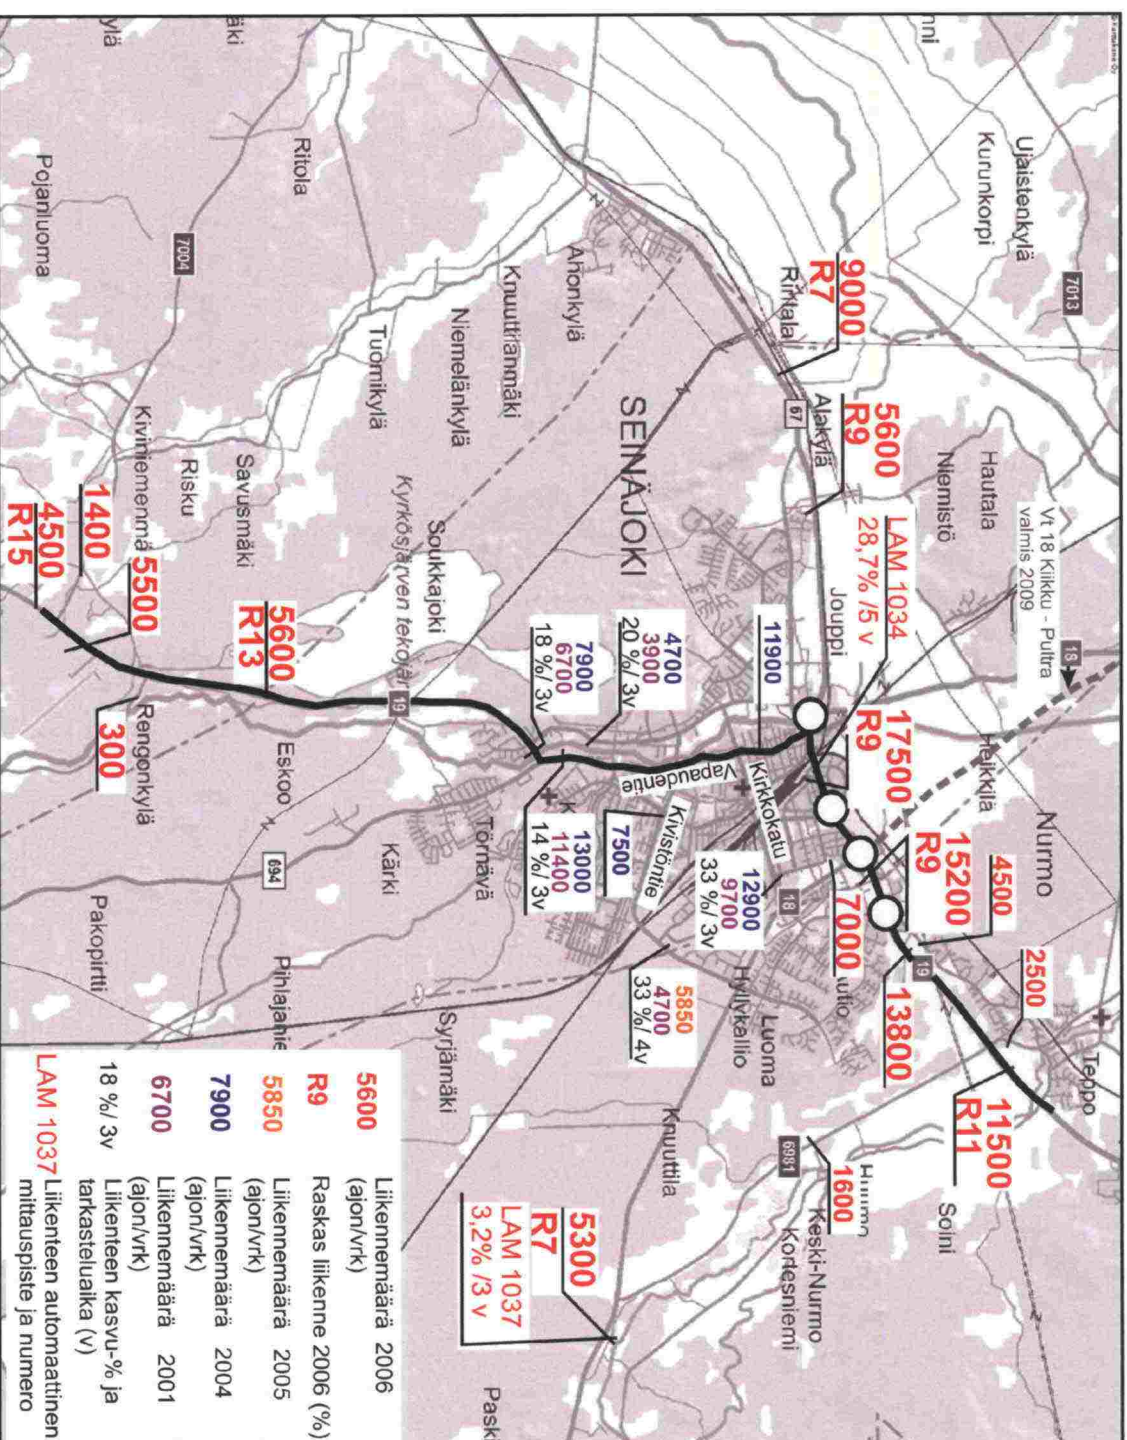 Ujaistenkylä
Kurunkorpi
7013
9000
R7
Rintala
67
Alakylä
5600
R9
Hautala
Niemistö
Vt 18 Kiikku - Pultra
valmis 2009
18
LAM 1034
28,7% /5 v
Jouppi
17500
R9
Heikkilä
Nurmo
15200
R9
4500
2500
Teppo
19
13800
11500
R11
7000
18
Ritola
7004
Pojanluoma
Ahonkylä
Knuuttilanmäki
Niemelänkylä
Tuomikylä
SEINÄJOKI
11900
4700
3900
20 %/ 3v
7900
6700
18 %/ 3v
Kirkkokatu
Vapaudentie
Kivistöntie
12900
9700
33 %/ 3v
7500
13000
11400
14 %/ 3v
5850
4700
33 %/ 4v
Hyllykallio
Luoma
Knuuttila
6981
1600
Keski-Nurmo
Kortesniemi
Soini
5300
R7
LAM 1037
3,2% /3 v
Kyrkösjärven tekojär
Soukkajoki
19
Savusmäki
Risku
5600
R13
5500
1400
4500
R15
Rengonkylä
300
Eskoo
694
Kärki
Törnävä
Pakopirtti
Syrjämäki
5600 Liikennemäärä 2006
(ajon/vrk)
R9 Raskas liikenne 2006 (%)
5850 Liikennemäärä 2005
(ajon/vrk)
7900 Liikennemäärä 2004
(ajon/vrk)
6700 Liikennemäärä 2001
(ajon/vrk)
18 %/ 3v Liikenteen kasvu-% ja
tarkasteluaika (v)
LAM 1037 Liikenteen automaattinen
mittauspiste ja numero